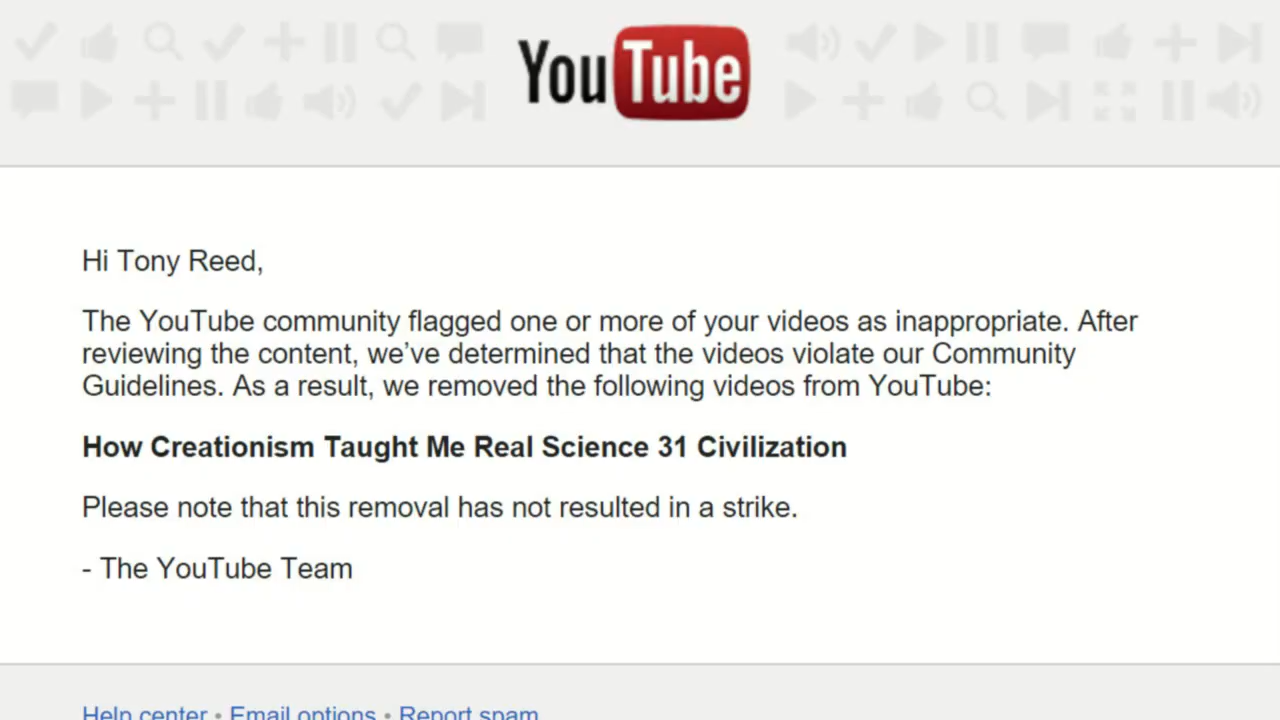 YouTube
Hi Tony Reed,
The YouTube community flagged one or more of your videos as inappropriate. After
reviewing the content, we’ve determined that the videos violate our Community
Guidelines. As a result, we removed the following videos from YouTube:
How Creationism Taught Me Real Science 31 Civilization
Please note that this removal has not resulted in a strike.
- The YouTube Team
Help center • Email options • Report spam